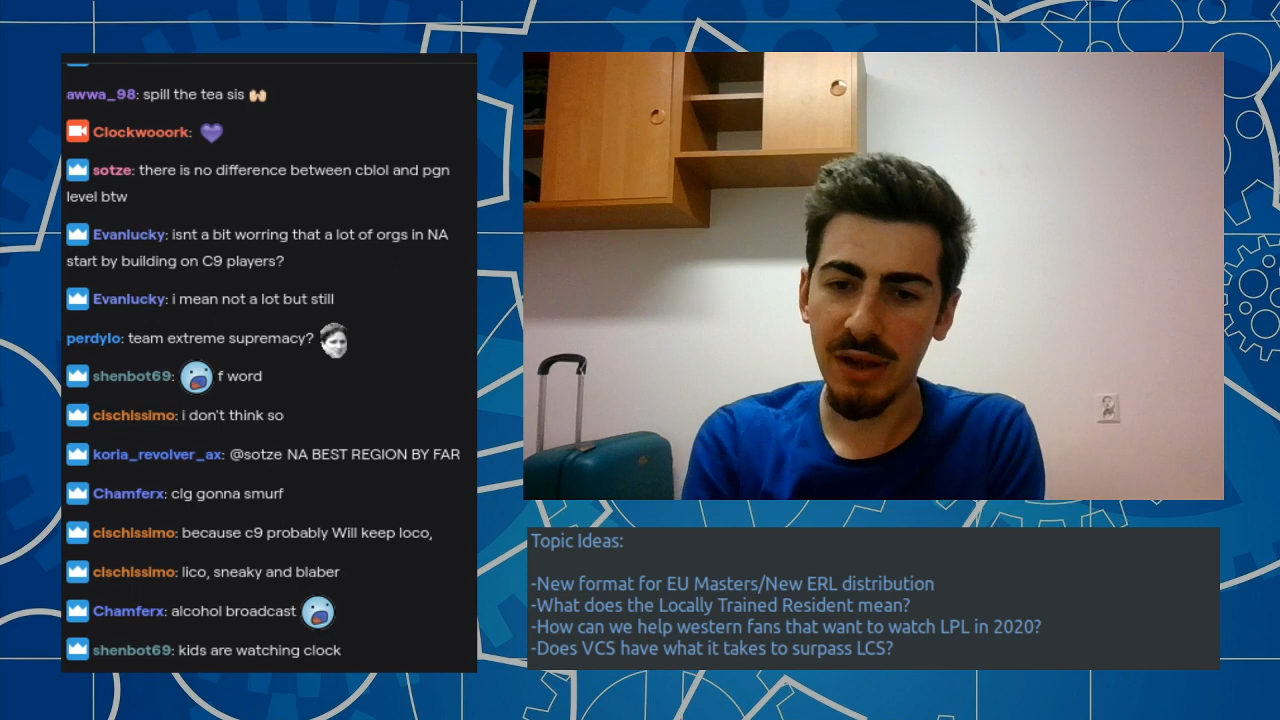 awwa_98: spill the tea sis 🙌🏻
Clockwooork: 💜
sotze: there is no difference between cblol and pgn
level btw
Evanlucky: isnt a bit worring that a lot of orgs in NA
start by building on C9 players?
Evanlucky: i mean not a lot but still
perdylo: team extreme supremacy?
shenbot69: f word
cischissimo: i don't think so
koria_revolver_ax: @sotze NA BEST REGION BY FAR
Chamferx: clg gonna smurf
cischissimo: because c9 probably Will keep loco,
cischissimo: lico, sneaky and blaber
Chamferx: alcohol broadcast
shenbot69: kids are watching clock
Topic Ideas:
-New format for EU Masters/New ERL distribution
-What does the Locally Trained Resident mean?
-How can we help western fans that want to watch LPL in 2020?
-Does VCS have what it takes to surpass LCS?